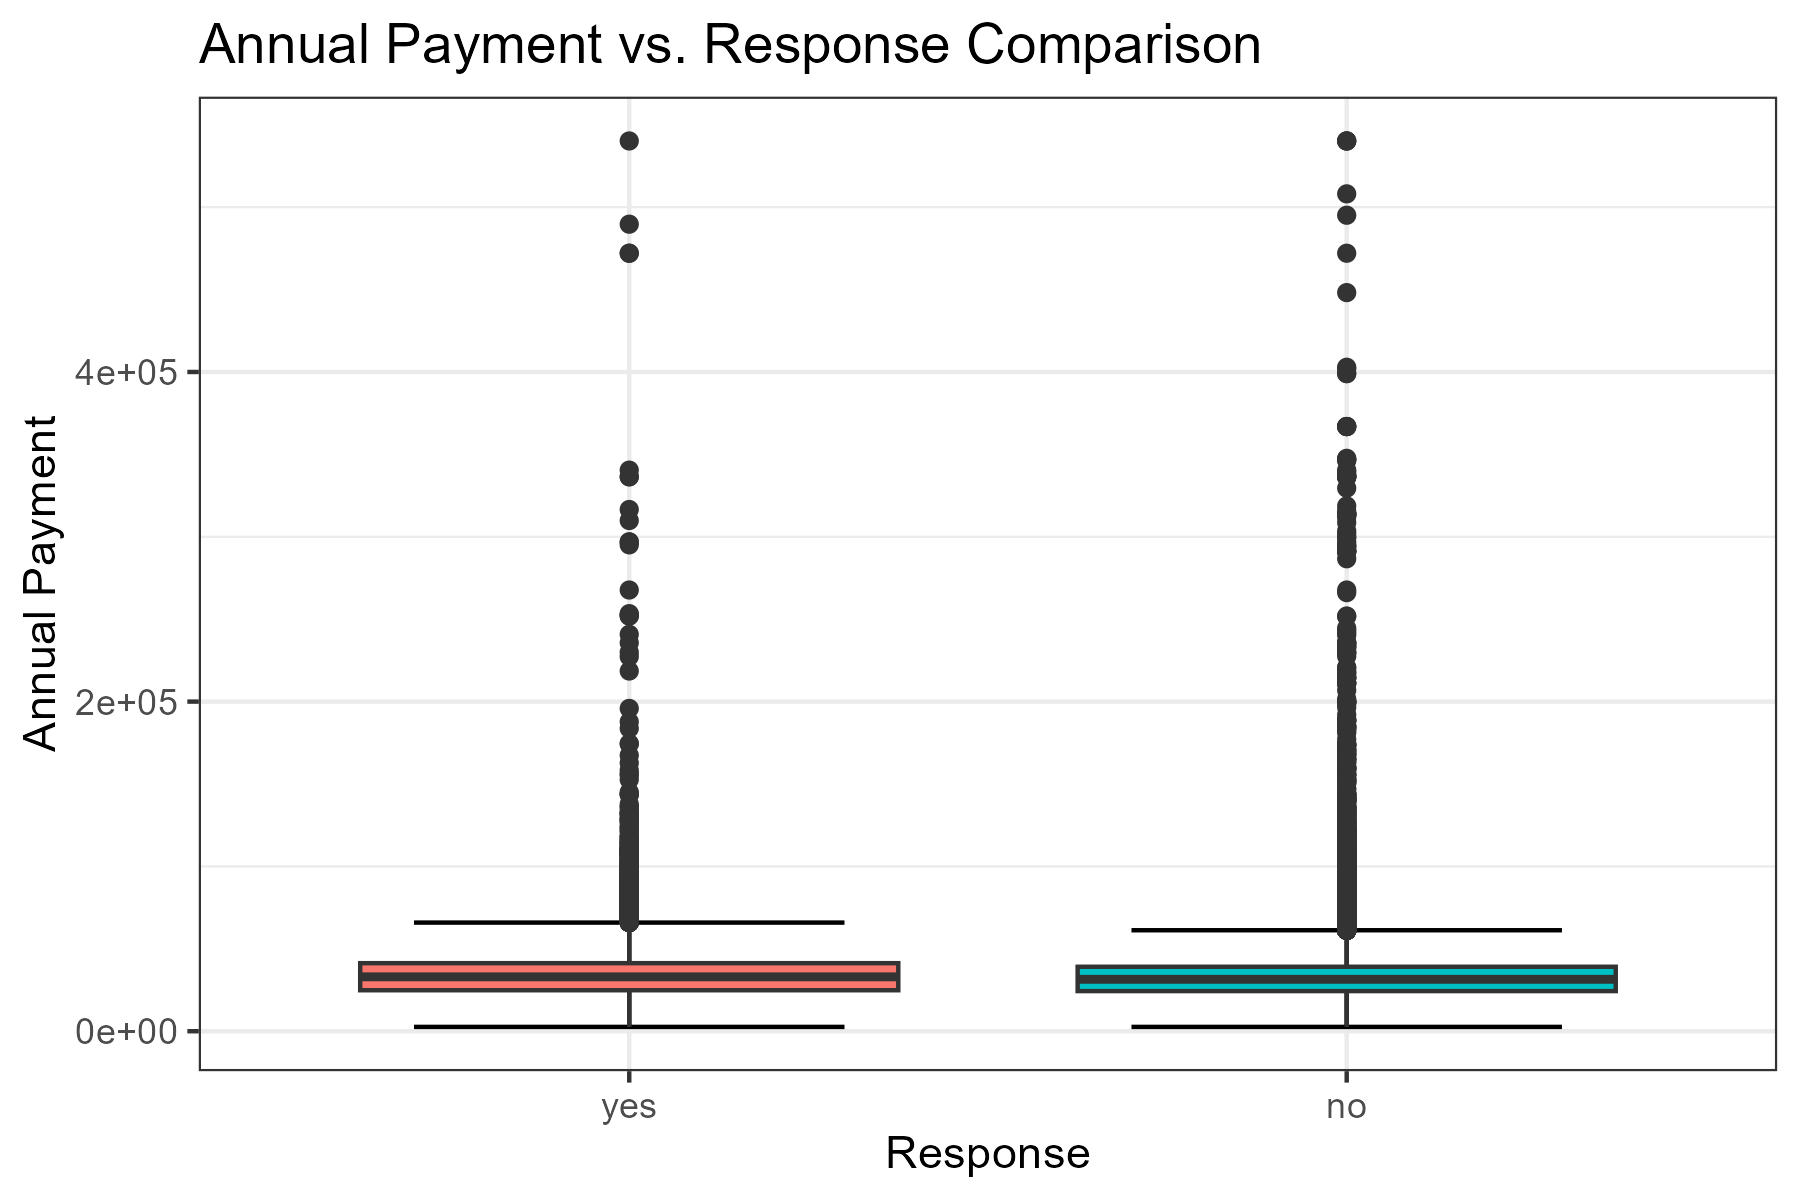 Annual Payment vs. Response Comparison
Annual Payment
4e+05
2e+05
0e+00
yes
no
Response